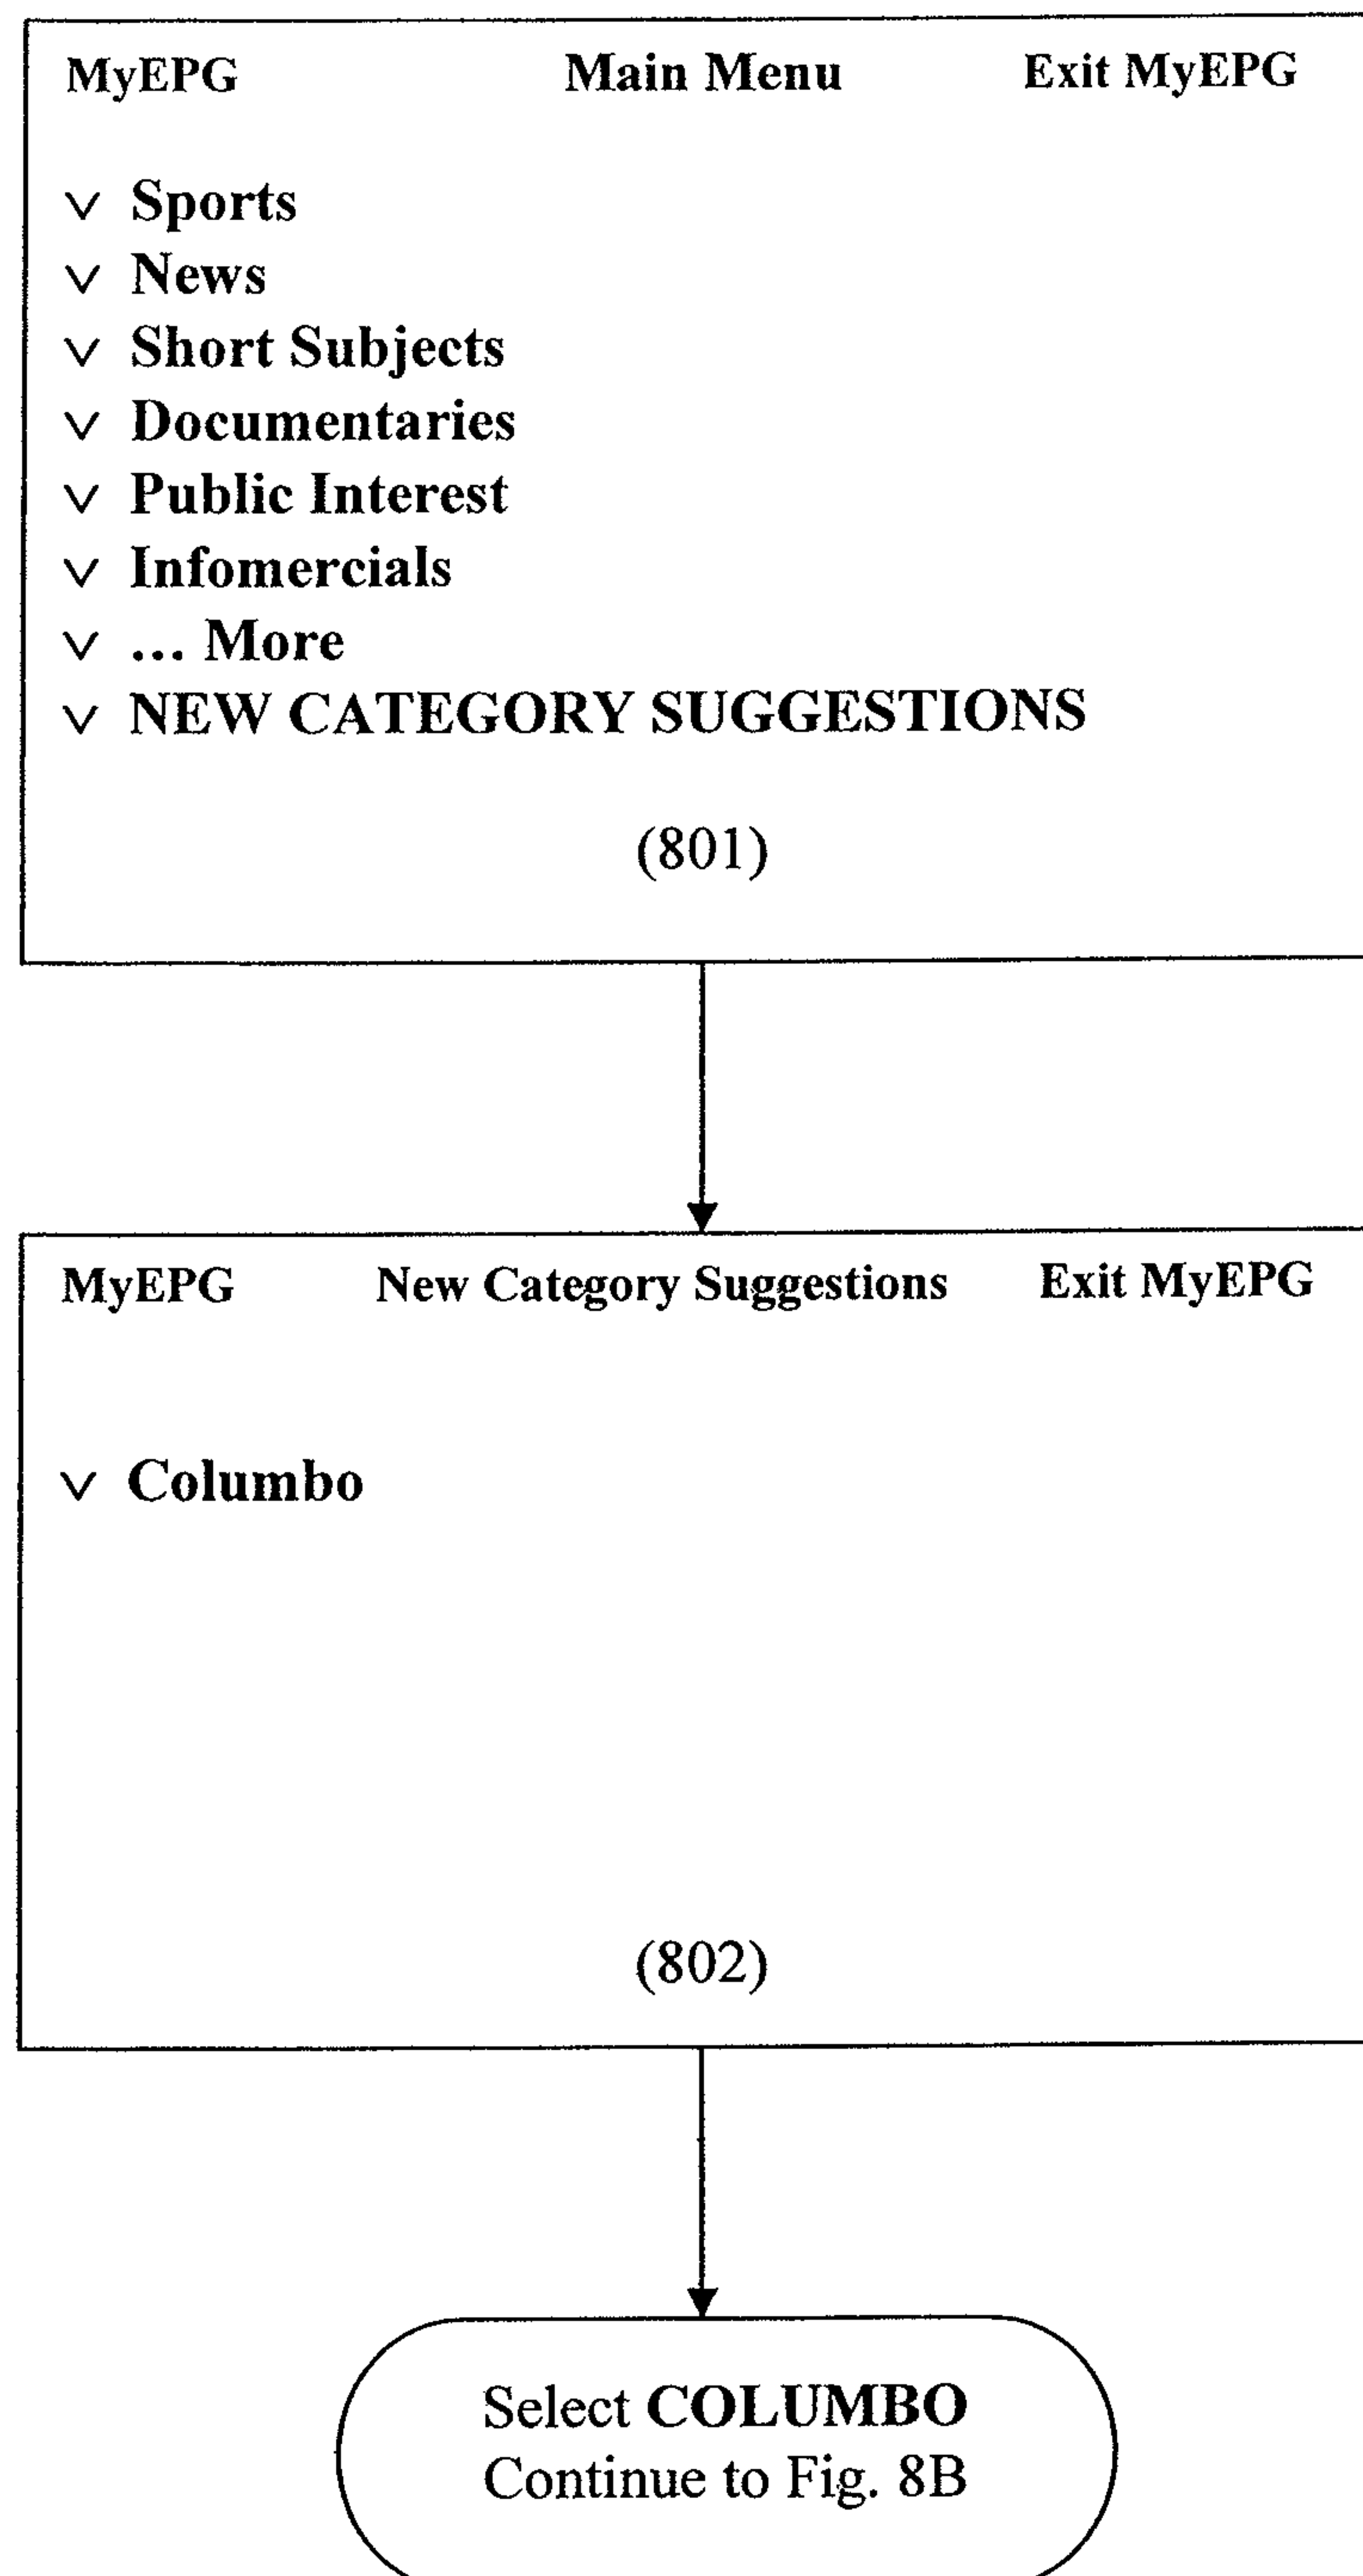 MyEPG Main Menu Exit MyEPG
∨ Sports
∨ News
∨ Short Subjects
∨ Documentaries
∨ Public Interest
∨ Infomercials
∨ ... More
∨ NEW CATEGORY SUGGESTIONS
(801)
MyEPG New Category Suggestions Exit MyEPG
∨ Columbo
(802)
Select COLUMBO
Continue to Fig. 8B